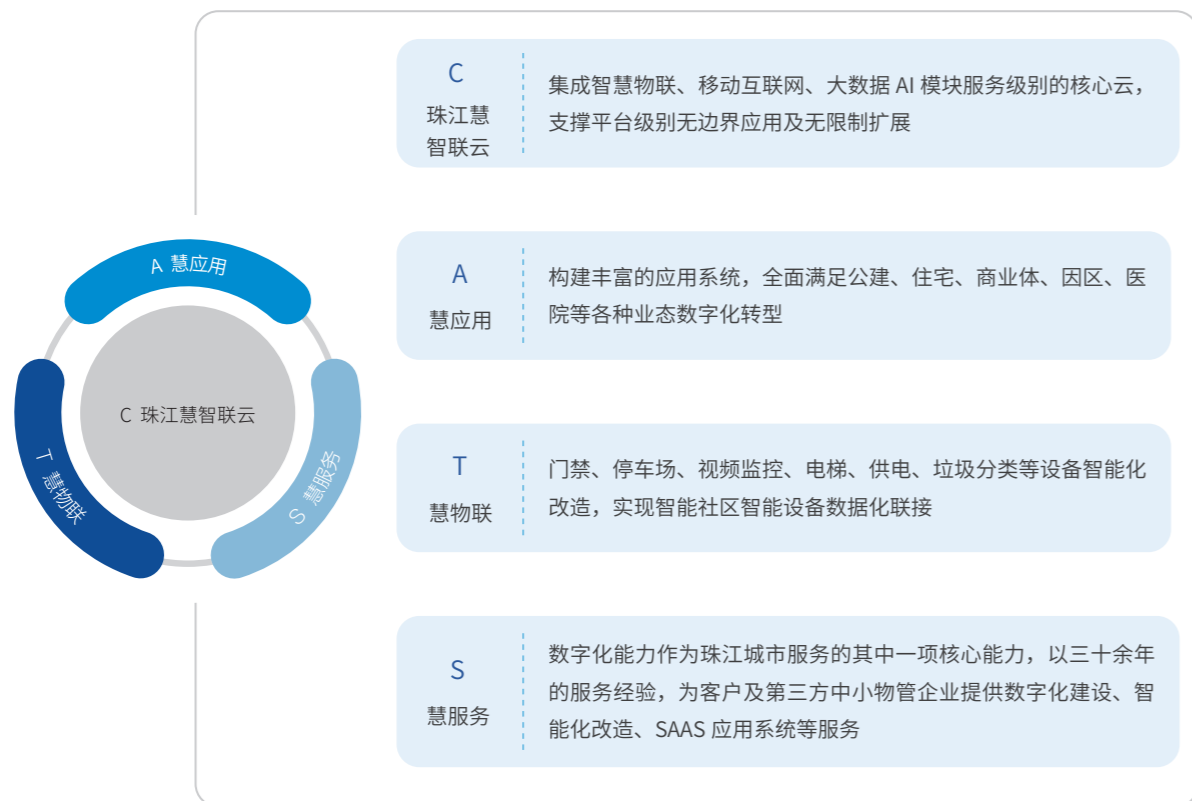 A 慧应用
C 珠江慧智联云
T 慧物联
S 慧服务
C
珠江慧
智联云
集成智慧物联、移动互联网、大数据 AI 模块服务级别的核心云，
支撑平台级别无边界应用及无限制扩展
A
慧应用
构建丰富的应用系统，全面满足公建、住宅、商业体、因区、医
院等各种业态数字化转型
T
慧物联
门禁、停车场、视频监控、电梯、供电、垃圾分类等设备智能化
改造，实现智能社区智能设备数据化联接
S
慧服务
数字化能力作为珠江城市服务的其中一项核心能力，以三十余年
的服务经验，为客户及第三方中小物管企业提供数字化建设、智
能化改造、SAAS 应用系统等服务